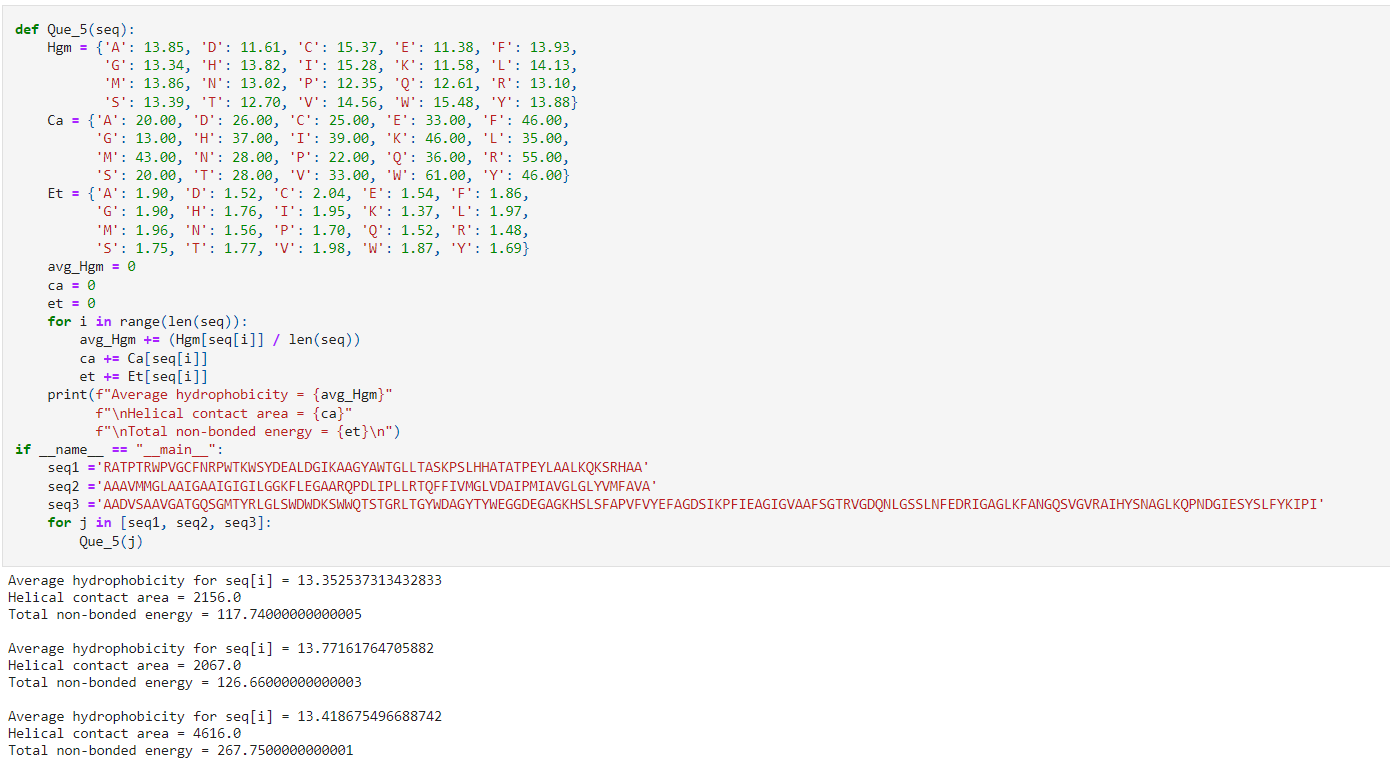 def Que_5(seq):
    Hgm = {'A': 13.85, 'D': 11.61, 'C': 15.37, 'E': 11.38, 'F': 13.93,
           'G': 13.34, 'H': 13.82, 'I': 15.28, 'K': 11.58, 'L': 14.13,
           'M': 13.86, 'N': 13.02, 'P': 12.35, 'Q': 12.61, 'R': 13.10,
           'S': 13.39, 'T': 12.70, 'V': 14.56, 'W': 15.48, 'Y': 13.88}
    Ca = {'A': 20.00, 'D': 26.00, 'C': 25.00, 'E': 33.00, 'F': 46.00,
          'G': 13.00, 'H': 37.00, 'I': 39.00, 'K': 46.00, 'L': 35.00,
          'M': 43.00, 'N': 28.00, 'P': 22.00, 'Q': 36.00, 'R': 55.00,
          'S': 20.00, 'T': 28.00, 'V': 33.00, 'W': 61.00, 'Y': 46.00}
    Et = {'A': 1.90, 'D': 1.52, 'C': 2.04, 'E': 1.54, 'F': 1.86,
          'G': 1.90, 'H': 1.76, 'I': 1.95, 'K': 1.37, 'L': 1.97,
          'M': 1.96, 'N': 1.56, 'P': 1.70, 'Q': 1.52, 'R': 1.48,
          'S': 1.75, 'T': 1.77, 'V': 1.98, 'W': 1.87, 'Y': 1.69}
    avg_Hgm = 0
    ca = 0
    et = 0
    for i in range(len(seq)):
        avg_Hgm += (Hgm[seq[i]] / len(seq))
        ca += Ca[seq[i]]
        et += Et[seq[i]]
    print(f"Average hydrophobicity = {avg_Hgm}"
          f"\nHelical contact area = {ca}"
          f"\nTotal non-bonded energy = {et}\n")
if __name__ == "__main__":
    seq1 ='RATPTRWPVGCFNRPWTKWSYDEALDGIKAAGYAWTGLLTASKPSLHHATATPEYLAALKQKSRHAA'
    seq2 ='AAAVMMGLAAIGAAIGIGILGGKFLEGAARQPDLIPLLRTQFFIVMGLVDAIPMIAVGLGLYVMFAVA'
    seq3 ='AADVSAAVGATGQSGMTYRLGLSWDWDKSWWQTSTGRLTGYWDAGYTYWEGGDEGAGKHSLSFAPVFVYEFAGDSIKPFIEAGIGVAAFSGTRVGDQNLGSSLNFEDRIGAGLKFANGQSVGVRAIHYSNAGLKQPNDGIESYSLFYKIPI'
    for j in [seq1, seq2, seq3]:
        Que_5(j)
Average hydrophobicity for seq[i] = 13.352537313432833
Helical contact area = 2156.0
Total non-bonded energy = 117.74000000000005
Average hydrophobicity for seq[i] = 13.77161764705882
Helical contact area = 2067.0
Total non-bonded energy = 126.66000000000003
Average hydrophobicity for seq[i] = 13.418675496688742
Helical contact area = 4616.0
Total non-bonded energy = 267.7500000000001